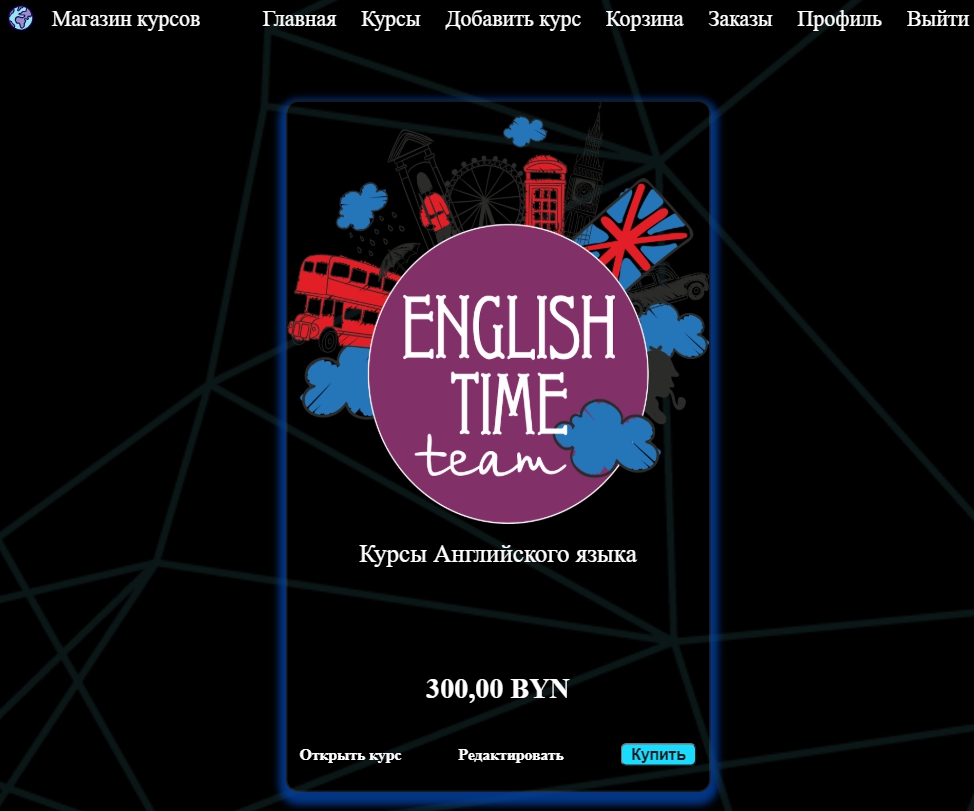 Магазин курсов Главная Курсы Добавить курс Корзина Заказы Профиль Выйти
ENGLISH
TIME
team
Курсы Английского языка
300,00 BYN
Открыть курс Редактировать Купить